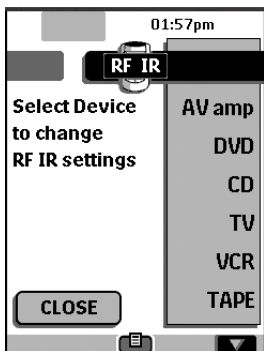 01:57pm
RF IR
Select Device
to change
RF IR settings
AV amp
DVD
CD
TV
VCR
TAPE
CLOSE